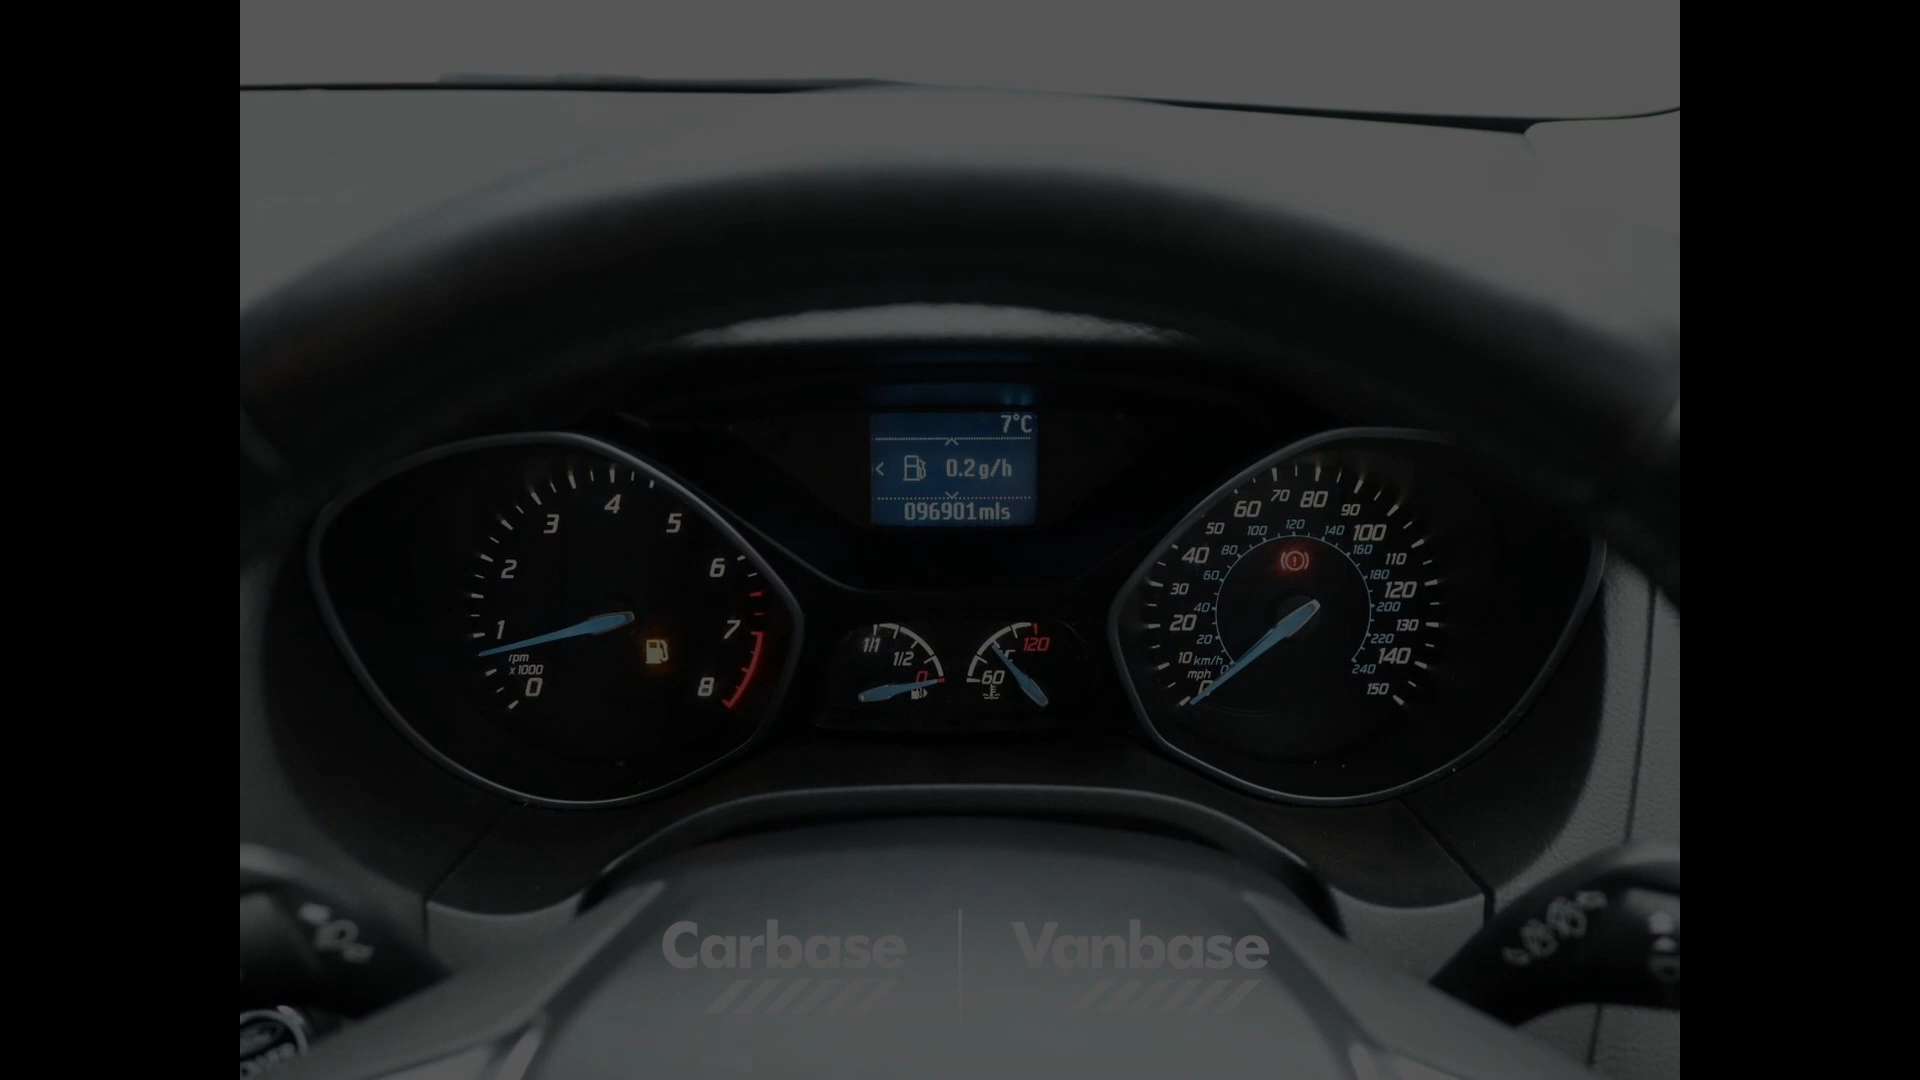 7°C
0.2 g/h
096901mls
0 1 2 3 4 5 6 7 8
rpm
x 1000
1/1
1/2
0
60
120
°C
10 20 30 40 50 60 70 80 90 100 110 120 130 140 150
20 40 60 80 100 120 140 160 180 200 220 240
km/h
mph
0
Carbase
Vanbase